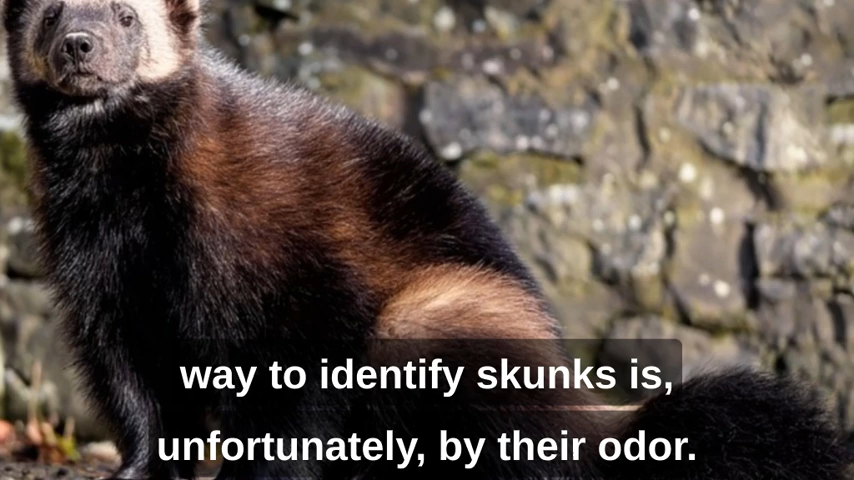 way to identify skunks is,
unfortunately, by their odor.